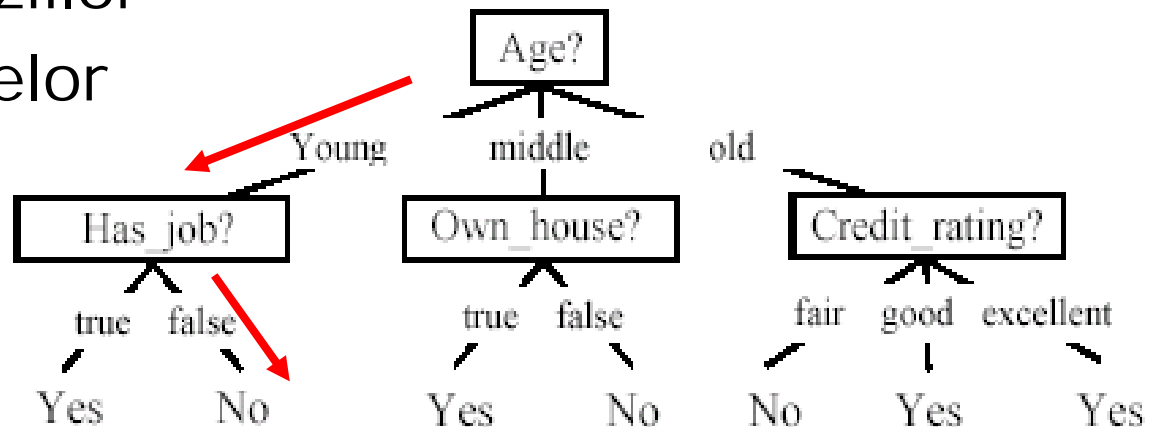 elor
Age?
Young middle old
Has_job? Own_house? Credit_rating?
true false true false fair good excellent
Yes No Yes No No Yes Yes